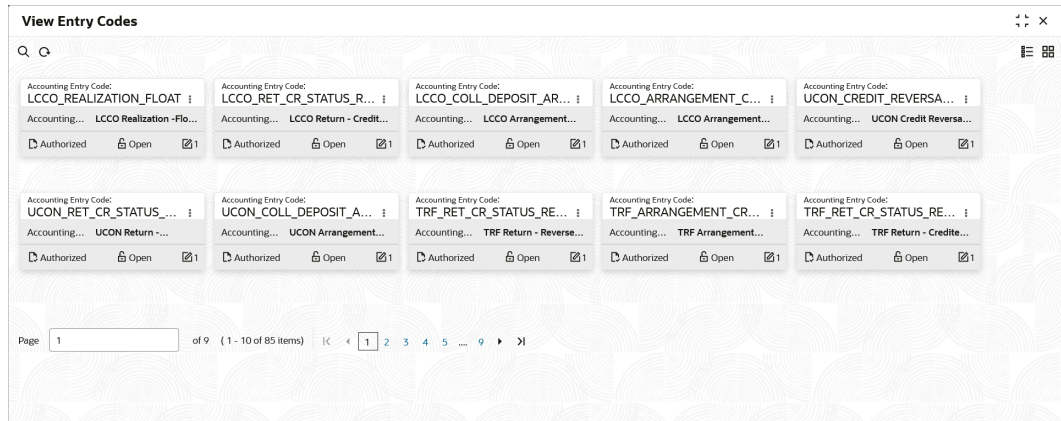 View Entry Codes
Accounting Entry Code: Accounting Entry Code: Accounting Entry Code: Accounting Entry Code: Accounting Entry Code:
LCCO_REALIZATION_FLOAT LCCO_RET_CR_STATUS_R... LCCO_COLL_DEPOSIT_AR... LCCO_ARRANGEMENT_C... UCON_CREDIT_REVERSA...
Accounting... LCCO Realization -Flo... Accounting... LCCO Return - Credit... Accounting... LCCO Arrangement... Accounting... LCCO Arrangement... Accounting... UCON Credit Reversa...
Authorized Open 1 Authorized Open 1 Authorized Open 1 Authorized Open 1 Authorized Open 1
Accounting Entry Code: Accounting Entry Code: Accounting Entry Code: Accounting Entry Code: Accounting Entry Code:
UCON_RET_CR_STATUS_... UCON_COLL_DEPOSIT_A... TRF_RET_CR_STATUS_RE... TRF_ARRANGEMENT_CR... TRF_RET_CR_STATUS_RE...
Accounting... UCON Return -... Accounting... UCON Arrangement... Accounting... TRF Return - Reverse... Accounting... TRF Arrangement... Accounting... TRF Return - Credite...
Authorized Open 1 Authorized Open 1 Authorized Open 1 Authorized Open 1 Authorized Open 1
Page 1 of 9 (1 - 10 of 85 items) 1 2 3 4 5 .... 9